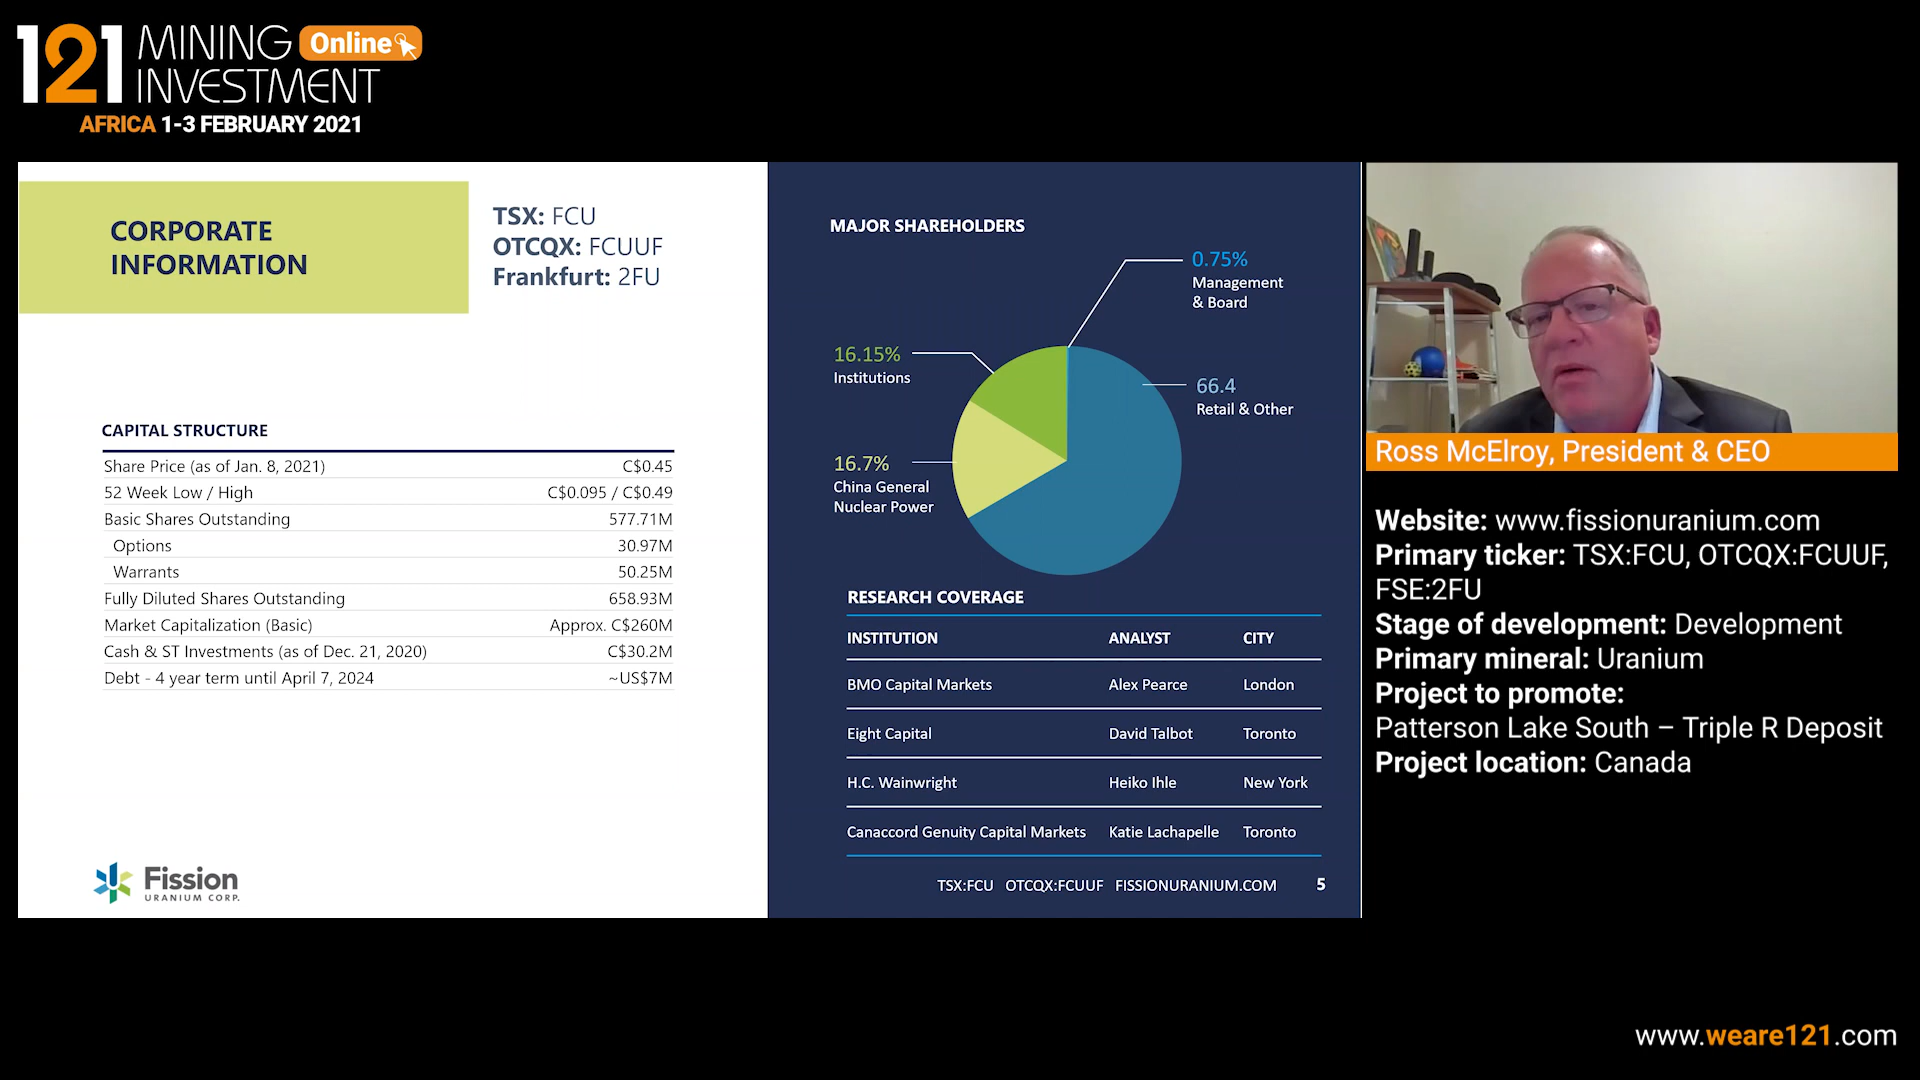 121 MINING Online
INVESTMENT
AFRICA 1-3 FEBRUARY 2021
CORPORATE
INFORMATION
TSX: FCU
OTCQX: FCUUF
Frankfurt: 2FU
CAPITAL STRUCTURE
Share Price (as of Jan. 8, 2021) C$0.45
52 Week Low / High C$0.095 / C$0.49
Basic Shares Outstanding 577.71M
Options 30.97M
Warrants 50.25M
Fully Diluted Shares Outstanding 658.93M
Market Capitalization (Basic) Approx. C$260M
Cash & ST Investments (as of Dec. 21, 2020) C$30.2M
Debt - 4 year term until April 7, 2024 ~US$7M
Fission
URANIUM CORP.
MAJOR SHAREHOLDERS
0.75%
Management
& Board
16.15%
Institutions
66.4
Retail & Other
16.7%
China General
Nuclear Power
RESEARCH COVERAGE
INSTITUTION ANALYST CITY
BMO Capital Markets Alex Pearce London
Eight Capital David Talbot Toronto
H.C. Wainwright Heiko Ihle New York
Canaccord Genuity Capital Markets Katie Lachapelle Toronto
TSX:FCU OTCQX:FCUUF FISSIONURANIUM.COM 5
Ross McElroy, President & CEO
Website: www.fissionuranium.com
Primary ticker: TSX:FCU, OTCQX:FCUUF,
FSE:2FU
Stage of development: Development
Primary mineral: Uranium
Project to promote:
Patterson Lake South – Triple R Deposit
Project location: Canada
www.weare121.com